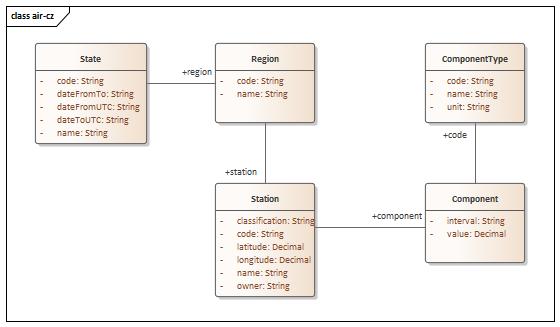 class air-cz
State
- code: String
- dateFromTo: String
- dateFromUTC: String
- dateToUTC: String
- name: String
+region
Region
- code: String
- name: String
ComponentType
- code: String
- name: String
- unit: String
+code
+station
Station
- classification: String
- code: String
- latitude: Decimal
- longitude: Decimal
- name: String
- owner: String
+component
Component
- interval: String
- value: Decimal